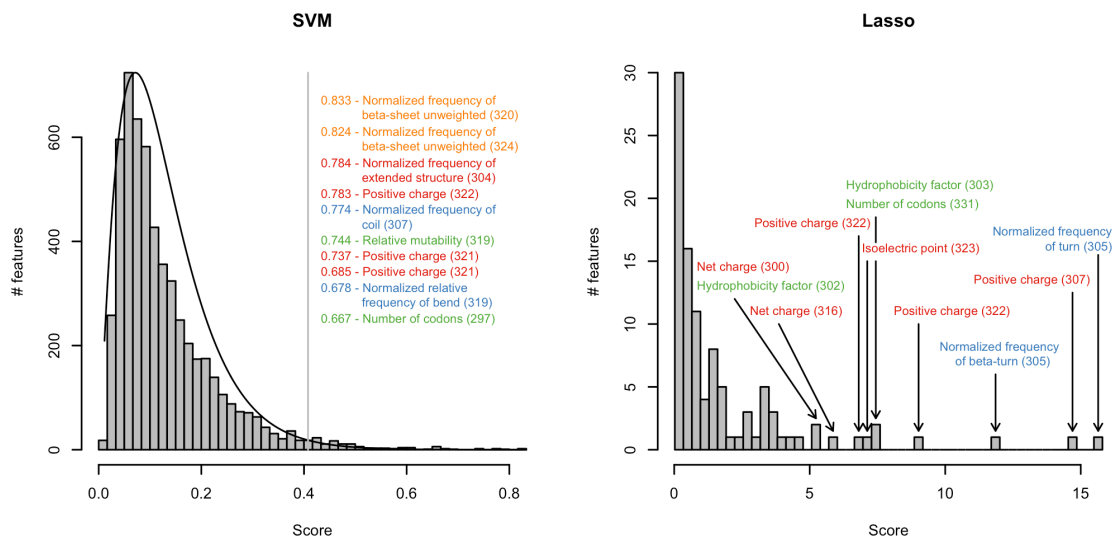 SVM
# features
600
400
200
0
0.0
0.2
0.4
0.6
0.8
Score
0.833 - Normalized frequency of
beta-sheet unweighted (320)
0.824 - Normalized frequency of
beta-sheet unweighted (324)
0.784 - Normalized frequency of
extended structure (304)
0.783 - Positive charge (322)
0.774 - Normalized frequency of
coil (307)
0.744 - Relative mutability (319)
0.737 - Positive charge (321)
0.685 - Positive charge (321)
0.678 - Normalized relative
frequency of bend (319)
0.667 - Number of codons (297)
Lasso
# features
30
25
20
15
10
5
0
0
5
10
15
Score
Net charge (300)
Hydrophobicity factor (302)
Net charge (316)
Positive charge (322)
Isoelectric point (323)
Hydrophobicity factor (303)
Number of codons (331)
Positive charge (322)
Normalized frequency
of beta-turn (305)
Positive charge (307)
Normalized frequency
of turn (305)